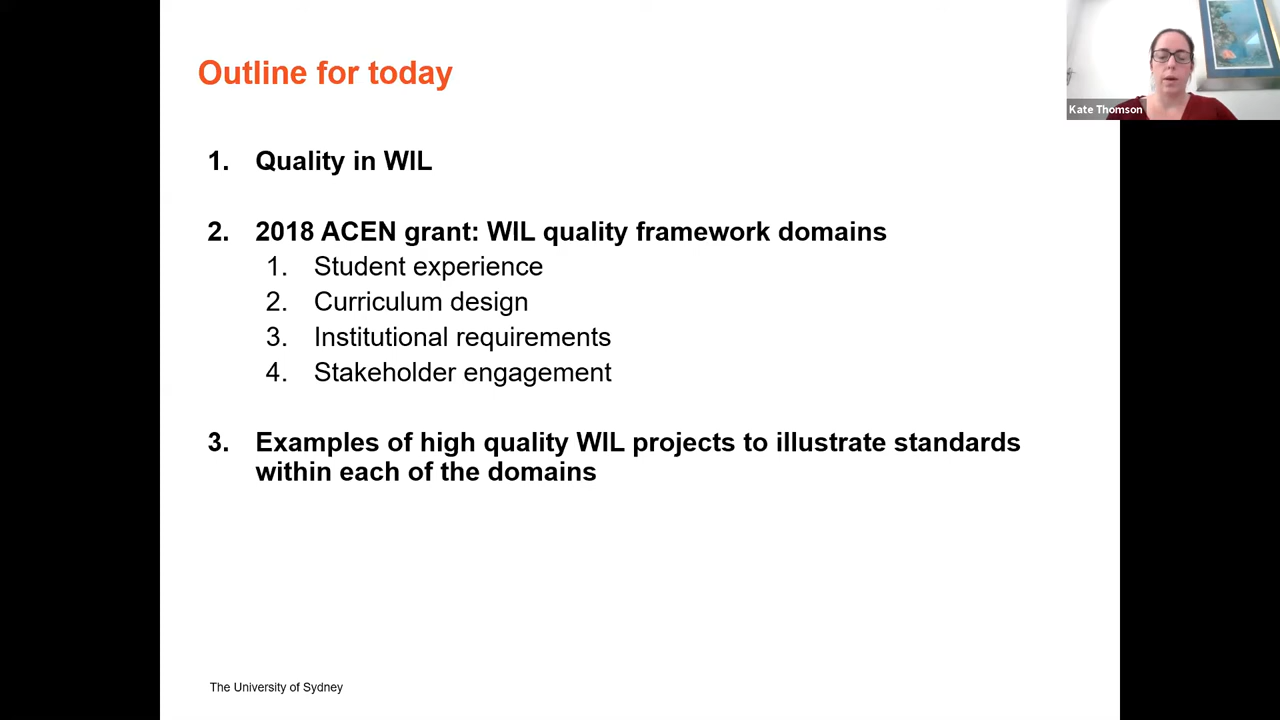 Outline for today
Kate Thomson
1. Quality in WIL
2. 2018 ACEN grant: WIL quality framework domains
1. Student experience
2. Curriculum design
3. Institutional requirements
4. Stakeholder engagement
3. Examples of high quality WIL projects to illustrate standards
within each of the domains
The University of Sydney